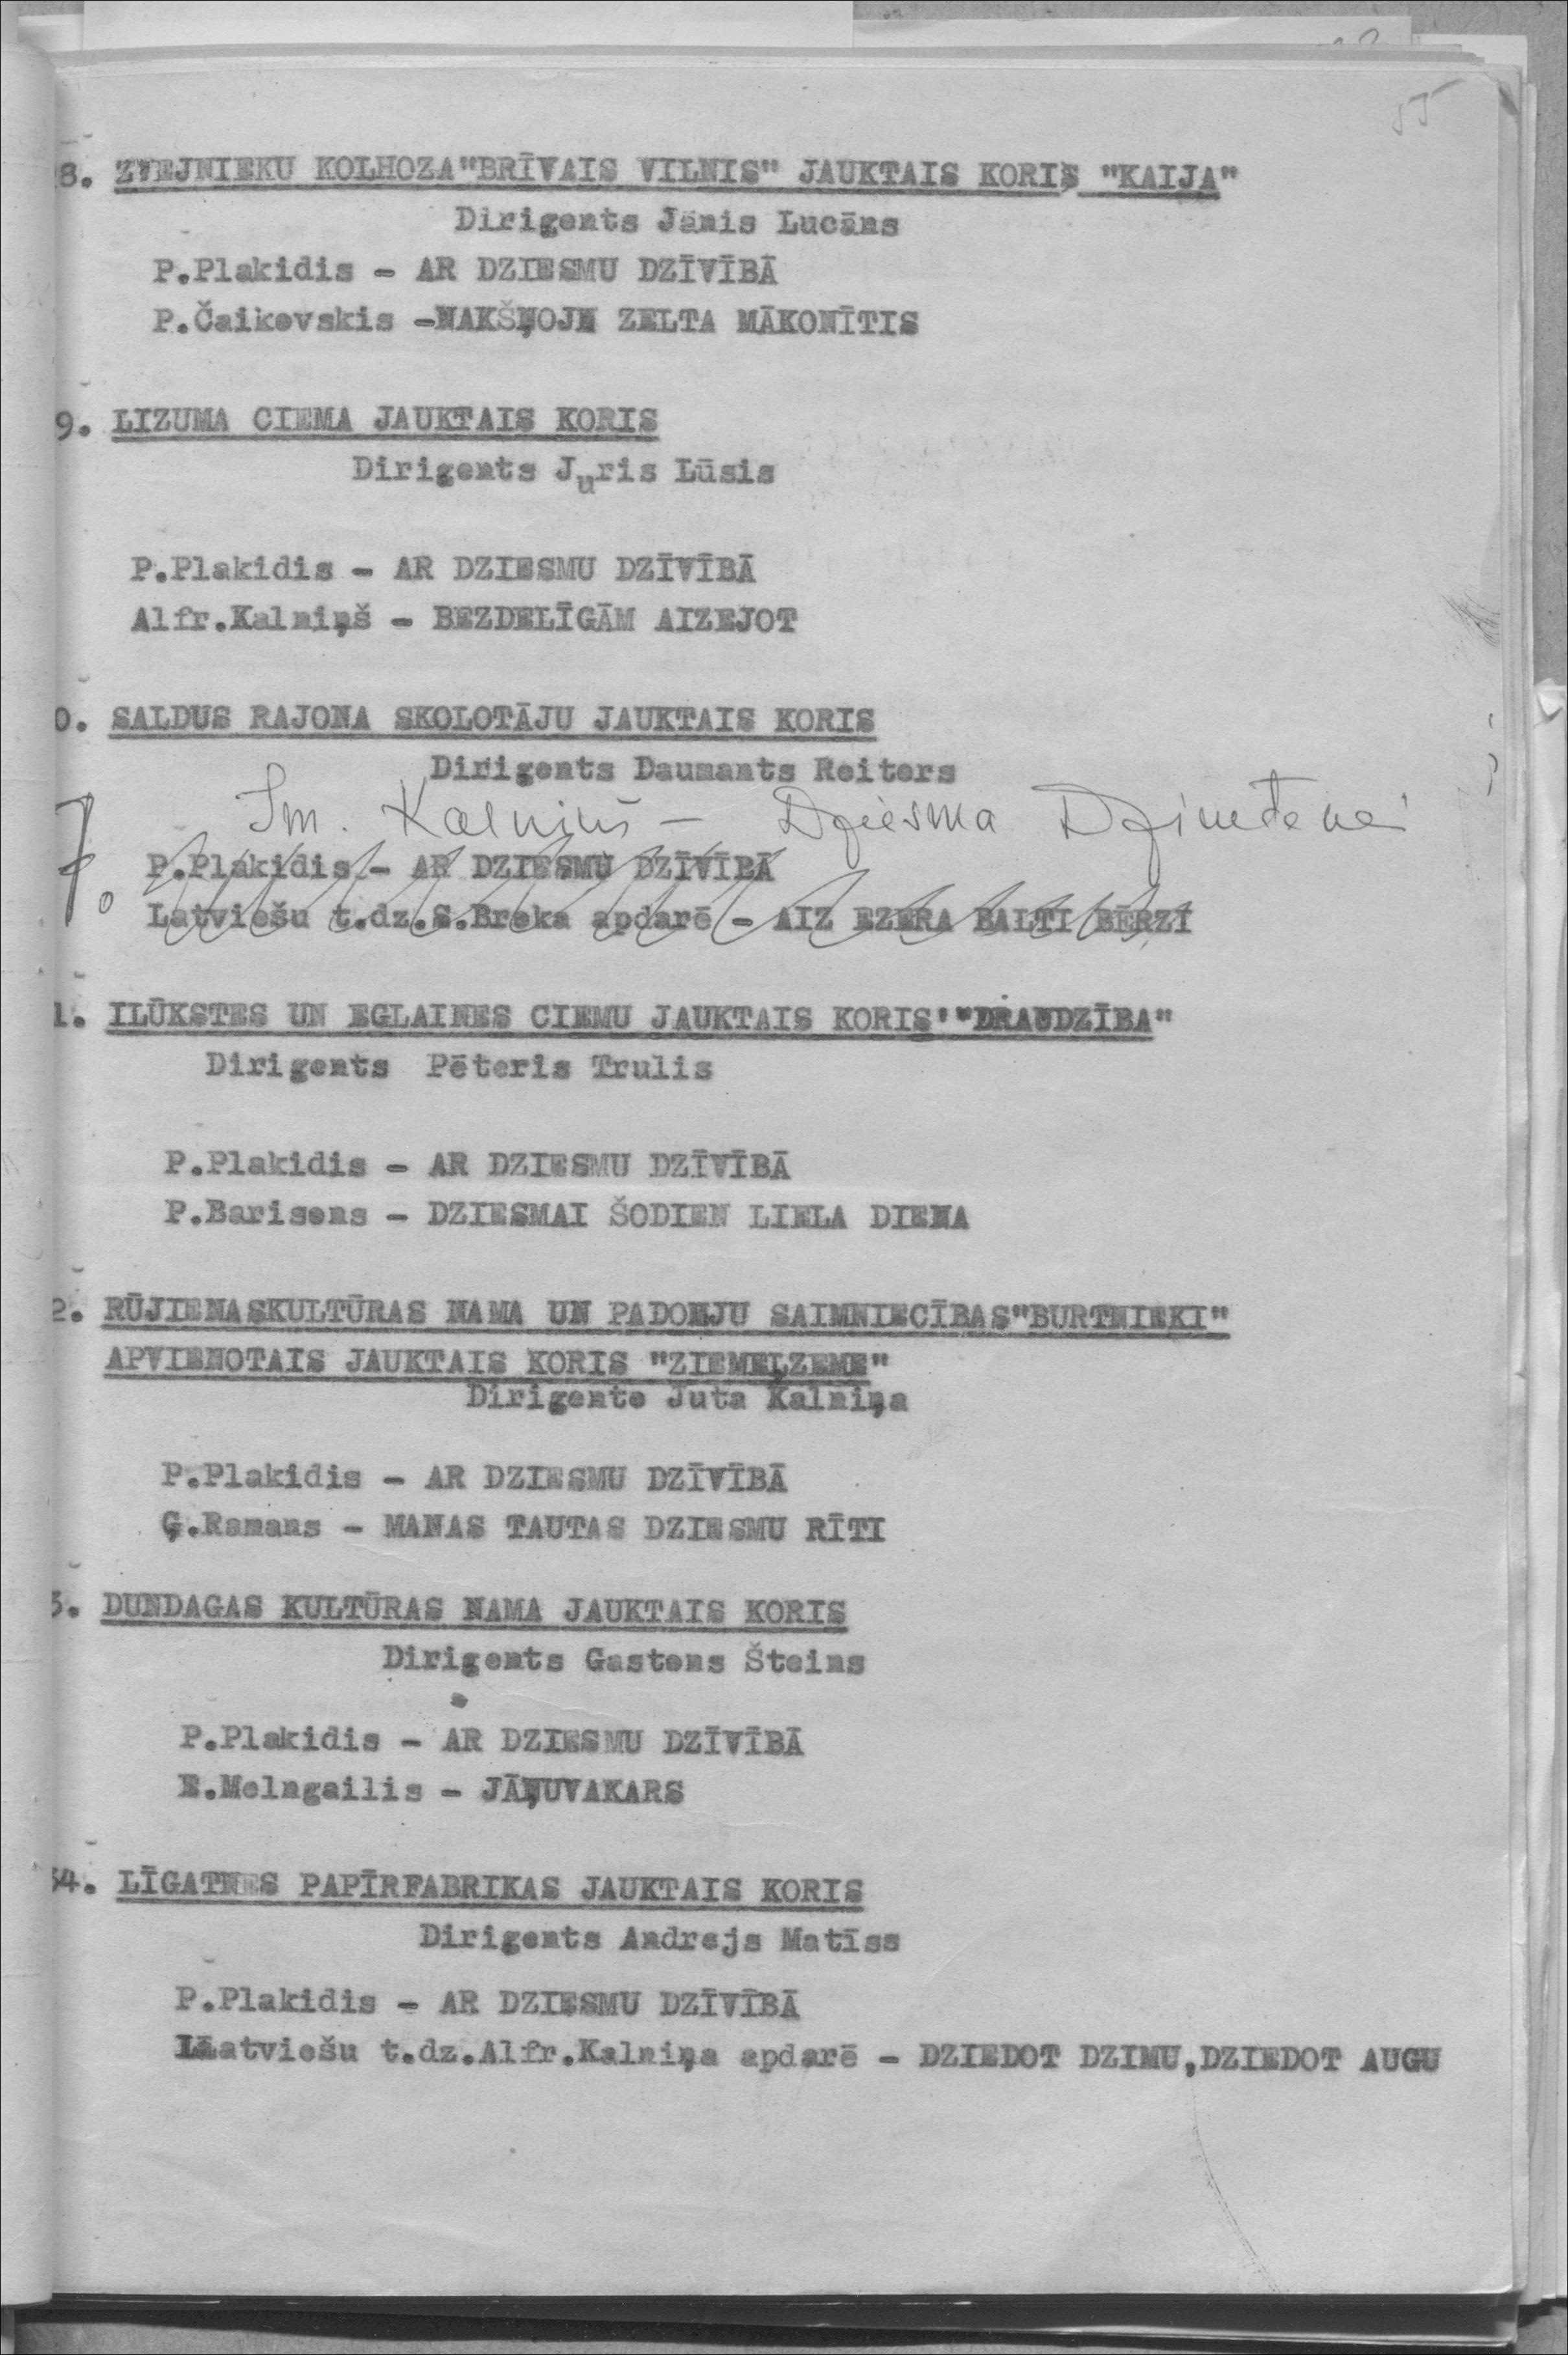 55
8. ZVEJNIEKU KOLHOZA"BRĪVAIS VILNIS" JAUKTAIS KORIS "KAIJA"
Dirigents Jānis Lucāns
P.Plakidis - AR DZIESMU DZĪVĪBĀ
P.Čaikovskis -NAKŠŅOJE ZELTA MĀKONĪTIS
9. LIZUMA CIEMA JAUKTAIS KORIS
Dirigents Juris Lūsis
P.Plakidis - AR DZIESMU DZĪVĪBĀ
Alfr.Kalniņš - BEZDELĪGĀM AIZEJOT
0. SALDUS RAJONA SKOLOTĀJU JAUKTAIS KORIS
Dirigents Daumants Reiters
Im. Kalniņš - Dziesma Dzimtenei
P.Plakidis - AR DZIESMU DZĪVĪBĀ
Latviešu t.dz.S.Breka apdarē - AIZ EZERA BALTI BĒRZI
1. ILŪKSTES UN EGLAINES CIEMU JAUKTAIS KORIS'"DRAUDZĪBA"
Dirigents Pēteris Trulis
P.Plakidis - AR DZIESMU DZĪVĪBĀ
P.Barisons - DZIESMAI ŠODIEN LIELA DIENA
2. RŪJIENASKULTŪRAS NAMA UN PADOMJU SAIMNIECĪBAS"BURTNIEKI"
APVIENOTAIS JAUKTAIS KORIS "ZIEMEĻZEME"
Dirigente Juta Kalniņa
P.Plakidis - AR DZIESMU DZĪVĪBĀ
Ģ.Ramans - MANAS TAUTAS DZIESMU RĪTI
3. DUNDAGAS KULTŪRAS NAMA JAUKTAIS KORIS
Dirigents Gastons Šteins
P.Plakidis - AR DZIESMU DZĪVĪBĀ
E.Melngailis - JĀŅUVAKARS
34. LĪGATNES PAPĪRFABRIKAS JAUKTAIS KORIS
Dirigents Andrejs Matīss
P.Plakidis - AR DZIESMU DZĪVĪBĀ
Latviešu t.dz.Alfr.Kalniņa apdarē - DZIEDOT DZIMU,DZIEDOT AUGU